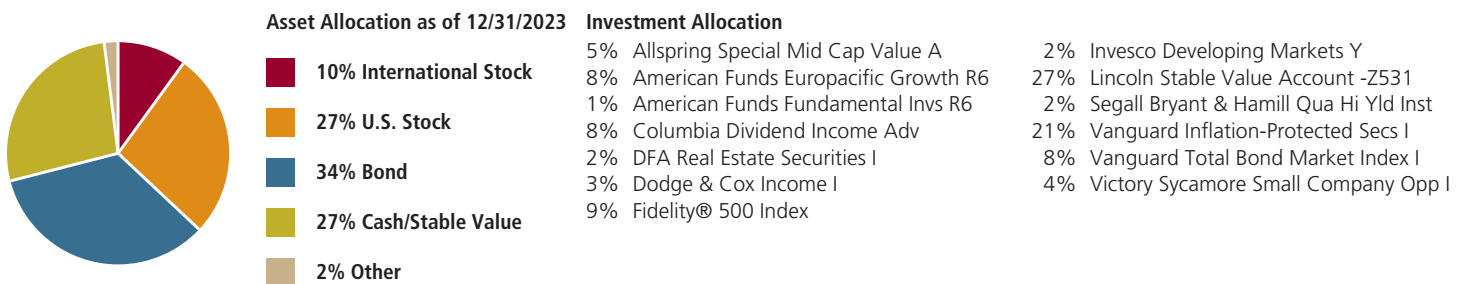 Asset Allocation as of 12/31/2023
10% International Stock
27% U.S. Stock
34% Bond
27% Cash/Stable Value
2% Other
Investment Allocation
5% Allspring Special Mid Cap Value A
8% American Funds Europacific Growth R6
1% American Funds Fundamental Invs R6
8% Columbia Dividend Income Adv
2% DFA Real Estate Securities I
3% Dodge & Cox Income I
9% Fidelity® 500 Index
2% Invesco Developing Markets Y
27% Lincoln Stable Value Account -Z531
2% Segall Bryant & Hamill Qua Hi Yld Inst
21% Vanguard Inflation-Protected Secs I
8% Vanguard Total Bond Market Index I
4% Victory Sycamore Small Company Opp I